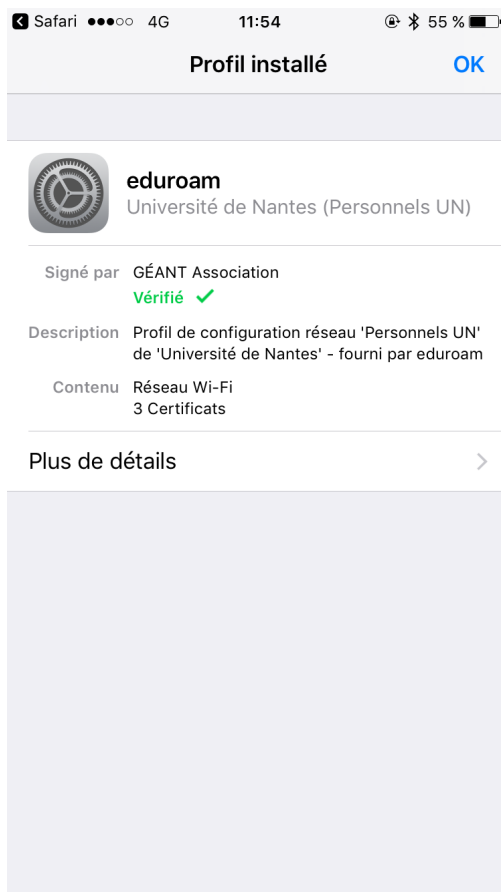 Safari 4G 11:54 55 %
Profil installé OK
eduroam
Université de Nantes (Personnels UN)
Signé par GÉANT Association
Vérifié
Description Profil de configuration réseau 'Personnels UN'
de 'Université de Nantes' - fourni par eduroam
Contenu Réseau Wi-Fi
3 Certificats
Plus de détails